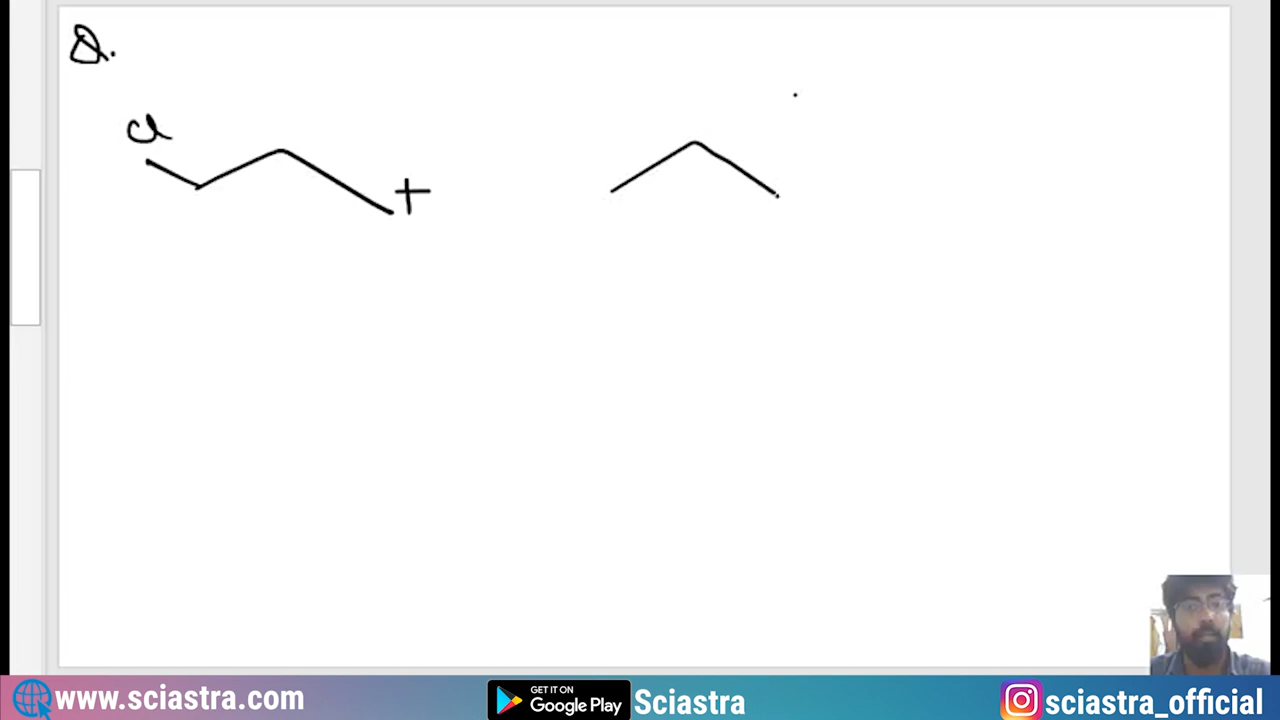 Q.
Cl
+
www.sciastra.com
GET IT ON
Google Play
Sciastra
sciastra_official